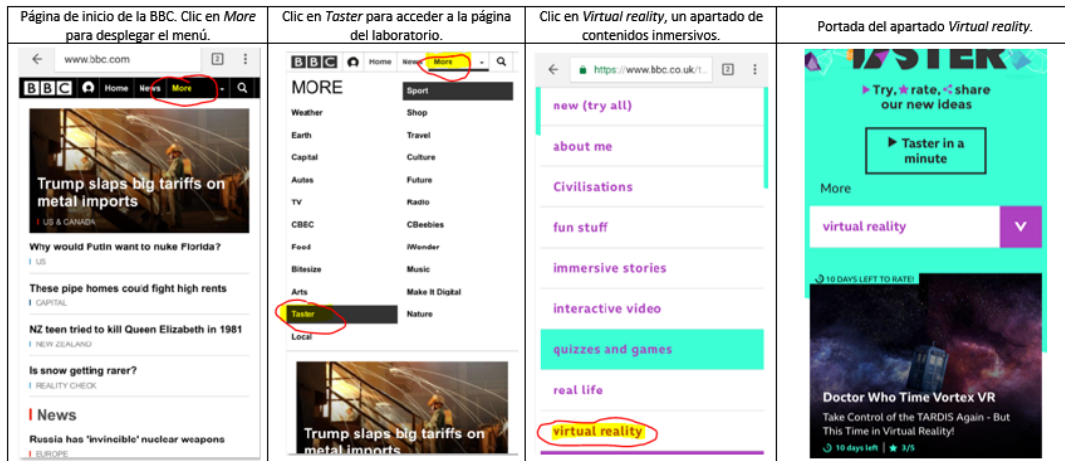 Página de inicio de la BBC. Clic en More
para desplegar el menú.
www.bbc.com
2
BBC
Home
News
More
Trump slaps big tariffs on
metal imports
US & CANADA
Why would Putin want to nuke Florida?
US
These pipe homes could fight high rents
CAPITAL
NZ teen tried to kill Queen Elizabeth in 1981
NEW ZEALAND
Is snow getting rarer?
REALITY CHECK
News
Russia has 'invincible' nuclear weapons
EUROPE
Clic en Taster para acceder a la página
del laboratorio.
BBC
Home
News
More
MORE
Sport
Weather
Shop
Earth
Travel
Capital
Culture
Autos
Future
TV
Radio
CBEC
CBeebies
Food
iWonder
Bitesize
Music
Arts
Make It Digital
Taster
Nature
Local
Trump slaps big tariffs on
metal imports
Clic en Virtual reality, un apartado de
contenidos inmersivos.
https://www.bbc.co.uk/t...
2
new (try all)
about me
Civilisations
fun stuff
immersive stories
interactive video
quizzes and games
real life
virtual reality
Portada del apartado Virtual reality.
TASTER
Try, rate, share
our new ideas
Taster in a
minute
More
virtual reality
10 DAYS LEFT TO RATE!
Doctor Who Time Vortex VR
Take Control of the TARDIS Again - But
This Time in Virtual Reality!
10 days left
3/5